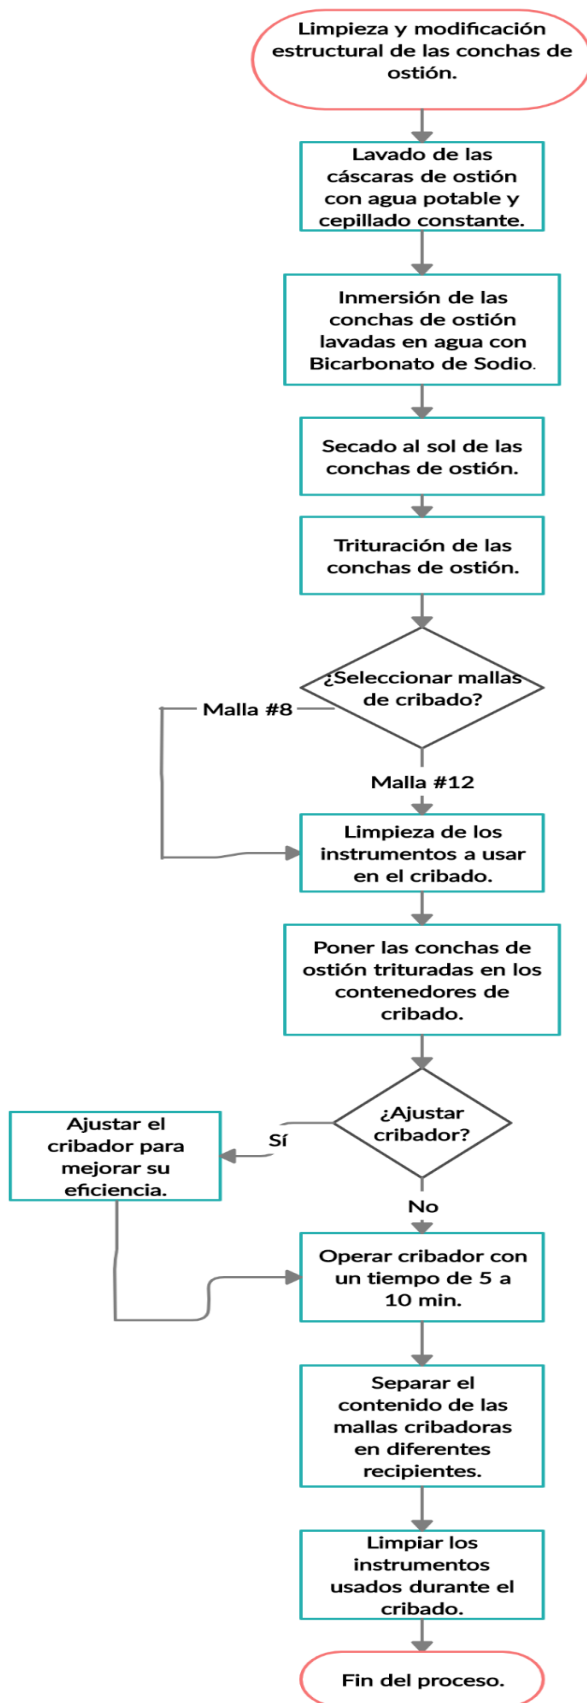 Limpieza y modificación
estructural de las conchas de
ostión.
Lavado de las
cáscaras de ostión
con agua potable y
cepillado constante.
Inmersión de las
conchas de ostión
lavadas en agua con
Bicarbonato de Sodio.
Secado al sol de las
conchas de ostión.
Trituración de las
conchas de ostión.
¿Seleccionar mallas
de cribado?
Malla #8
Malla #12
Limpieza de los
instrumentos a usar
en el cribado.
Poner las conchas de
ostión trituradas en los
contenedores de
cribado.
¿Ajustar
cribador?
Sí
Ajustar el
cribador para
mejorar su
eficiencia.
No
Operar cribador con
un tiempo de 5 a
10 min.
Separar el
contenido de las
mallas cribadoras
en diferentes
recipientes.
Limpiar los
instrumentos
usados durante el
cribado.
Fin del proceso.